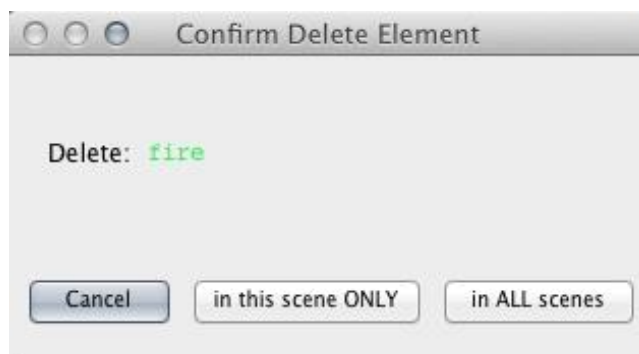 Confirm Delete Element
Delete: fire
Cancel in this scene ONLY in ALL scenes